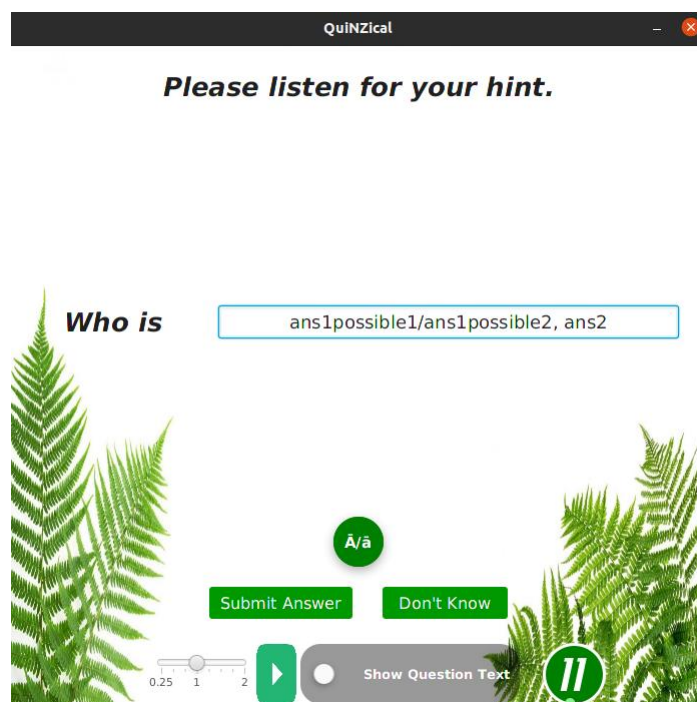 QuiNZical
Please listen for your hint.
Who is ans1possible1/ans1possible2, ans2
Ā/ā
Submit Answer Don't Know
Show Question Text
0.25 1 2
11